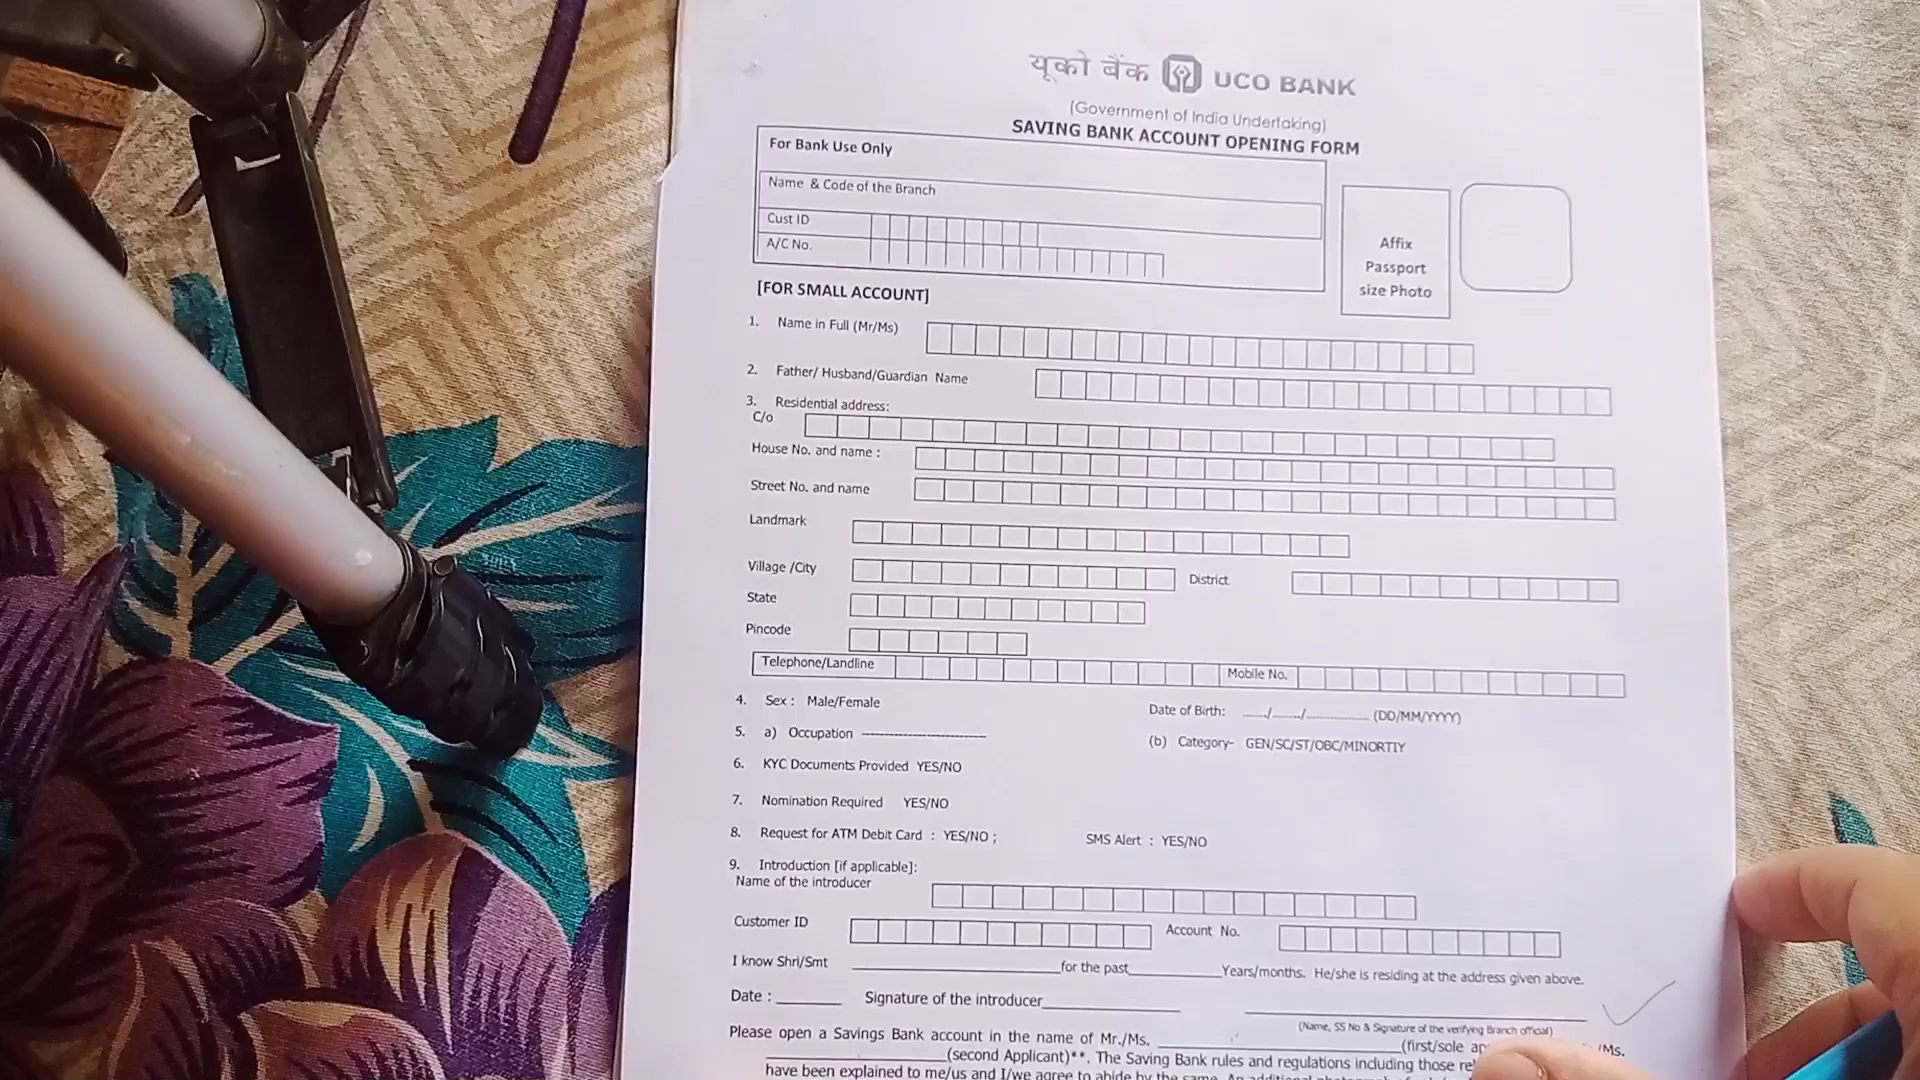 यूको बैंक UCO BANK
(Government of India Undertaking)
SAVING BANK ACCOUNT OPENING FORM
For Bank Use Only
Name & Code of the Branch
Cust ID
A/C No.
Affix
Passport
size Photo
[FOR SMALL ACCOUNT]
1. Name in Full (Mr/Ms)
2. Father/ Husband/Guardian Name
3. Residential address:
C/o
House No. and name :
Street No. and name
Landmark
Village /City District
State
Pincode
Telephone/Landline Mobile No.
4. Sex : Male/Female Date of Birth: ....../......./............... (DD/MM/YYYY)
5. a) Occupation ---------------------------- (b) Category- GEN/SC/ST/OBC/MINORTIY
6. KYC Documents Provided YES/NO
7. Nomination Required YES/NO
8. Request for ATM Debit Card : YES/NO ; SMS Alert : YES/NO
9. Introduction [if applicable]:
Name of the introducer
Customer ID Account No.
I know Shri/Smt ____________________for the past__________Years/months. He/she is residing at the address given above.
Date : _______ Signature of the introducer______________
(Name, SS No & Signature of the verifying Branch official)
Please open a Savings Bank account in the name of Mr./Ms. ________________________(first/sole /Ms.
__________________(second Applicant)**. The Saving Bank rules and regulations including those
have been explained to me/us and I/we agree to abide by the same. An additional